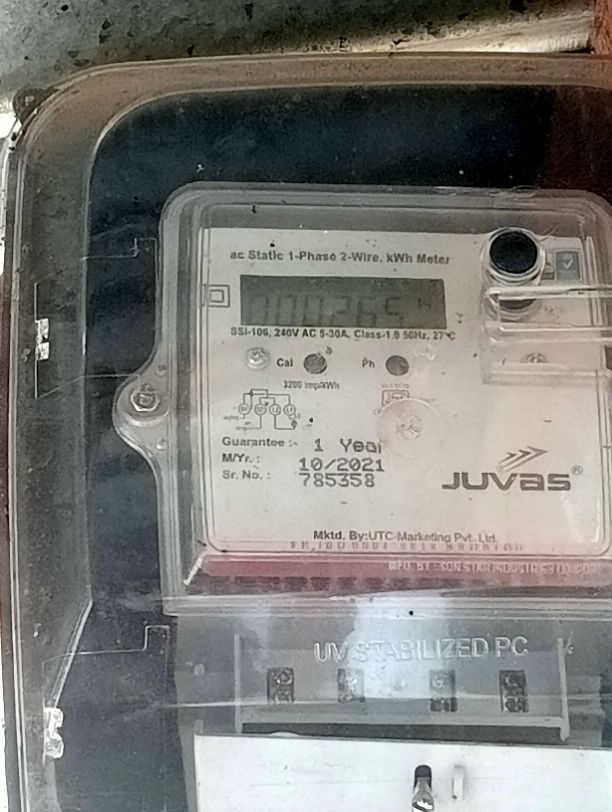 ac Static 1-Phase 2-Wire, kWh Meter
000265
SSI-106, 240V AC 5-30A, Class-1.0 50Hz, 27°C
Cal
Ph
3200 imp/kWh
Guarantee :- 1 Year
M/Yr. : 10/2021
Sr. No. : 785358
JUVAS®
Mktd. By:UTC Marketing Pvt. Ltd.
UV STABILIZED PC